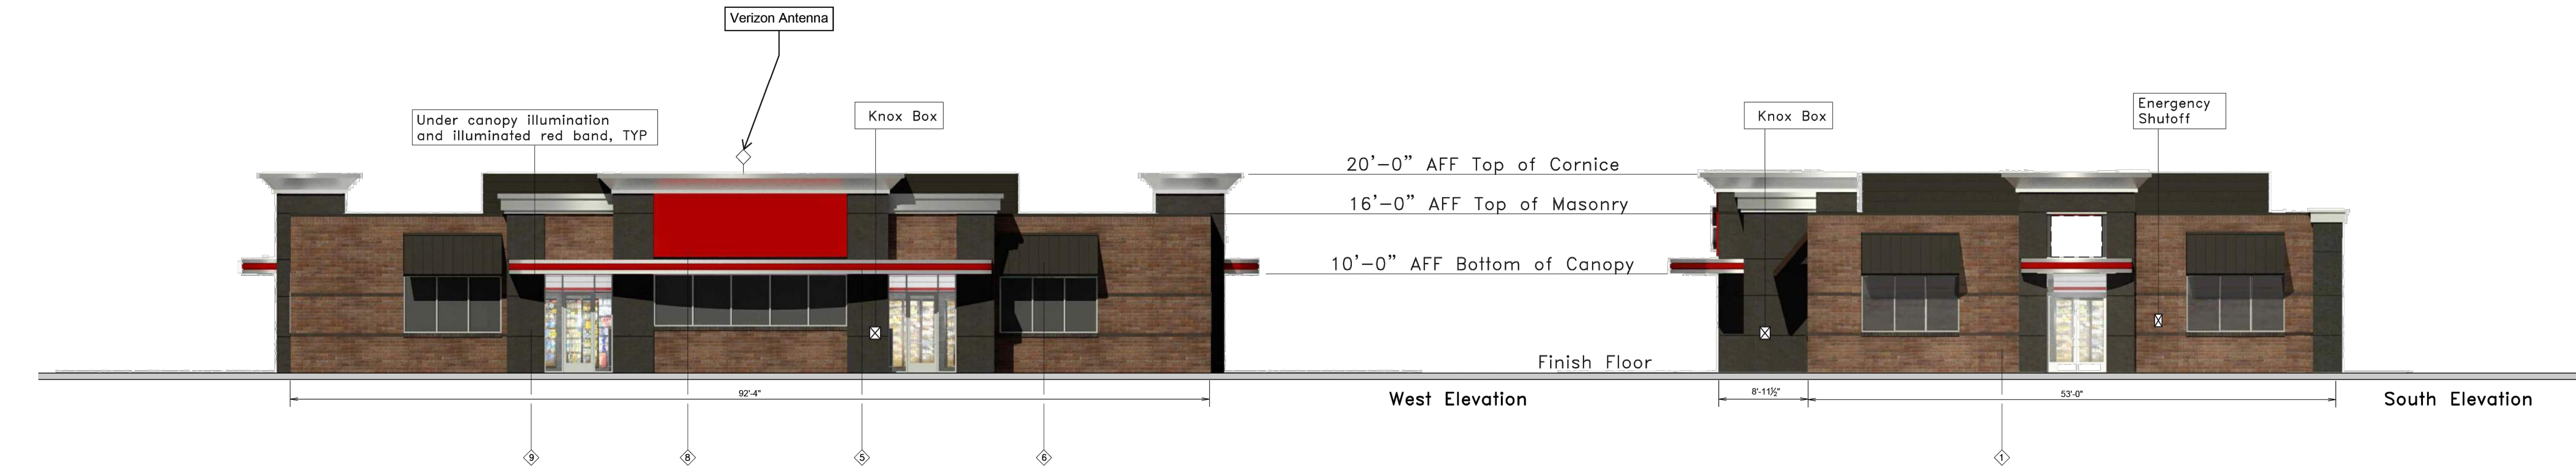 Verizon Antenna
Under canopy illumination
and illuminated red band, TYP
Knox Box
Knox Box
Energency
Shutoff
20'-0" AFF Top of Cornice
16'-0" AFF Top of Masonry
10'-0" AFF Bottom of Canopy
Finish Floor
92'-4"
West Elevation
8'-11½"
53'-0"
South Elevation
9
8
5
6
1